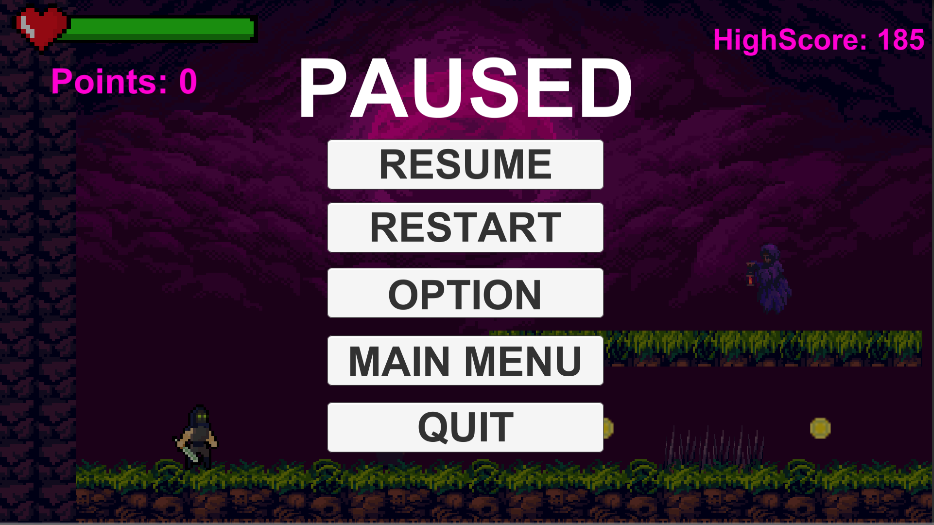 HighScore: 185
Points: 0
PAUSED
RESUME
RESTART
OPTION
MAIN MENU
QUIT